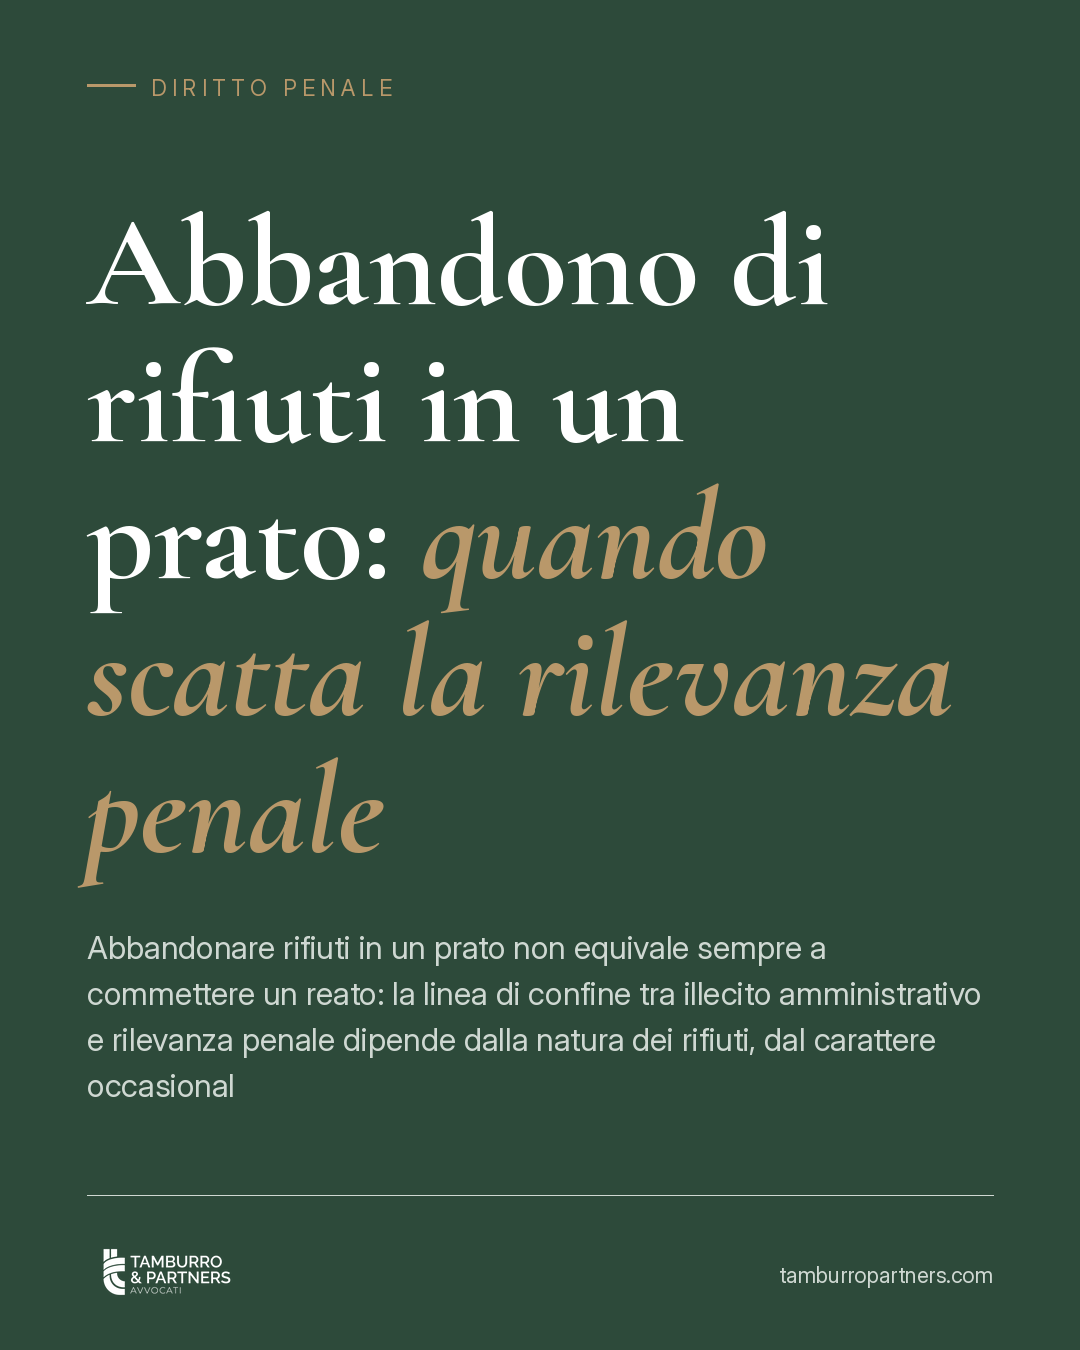 DIRITTO PENALE
Abbandono di
rifiuti in un
prato: quando
scatta la rilevanza
penale
Abbandonare rifiuti in un prato non equivale sempre a
commettere un reato: la linea di confine tra illecito amministrativo
e rilevanza penale dipende dalla natura dei rifiuti, dal carattere
occasional
TAMBURRO
& PARTNERS
AVVOCATI
tamburropartners.com